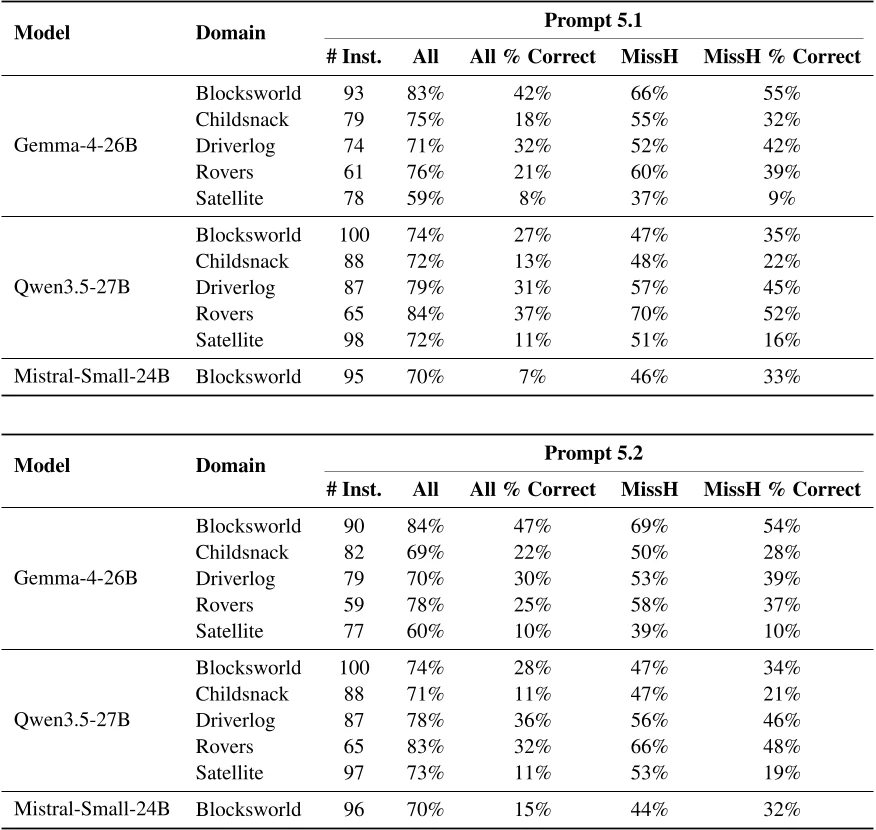 Model Domain Prompt 5.1
# Inst. All All % Correct MissH MissH % Correct
Gemma-4-26B
Blocksworld 93 83% 42% 66% 55%
Childsnack 79 75% 18% 55% 32%
Driverlog 74 71% 32% 52% 42%
Rovers 61 76% 21% 60% 39%
Satellite 78 59% 8% 37% 9%
Qwen3.5-27B
Blocksworld 100 74% 27% 47% 35%
Childsnack 88 72% 13% 48% 22%
Driverlog 87 79% 31% 57% 45%
Rovers 65 84% 37% 70% 52%
Satellite 98 72% 11% 51% 16%
Mistral-Small-24B Blocksworld 95 70% 7% 46% 33%
Model Domain Prompt 5.2
# Inst. All All % Correct MissH MissH % Correct
Gemma-4-26B
Blocksworld 90 84% 47% 69% 54%
Childsnack 82 69% 22% 50% 28%
Driverlog 79 70% 30% 53% 39%
Rovers 59 78% 25% 58% 37%
Satellite 77 60% 10% 39% 10%
Qwen3.5-27B
Blocksworld 100 74% 28% 47% 34%
Childsnack 88 71% 11% 47% 21%
Driverlog 87 78% 36% 56% 46%
Rovers 65 83% 32% 66% 48%
Satellite 97 73% 11% 53% 19%
Mistral-Small-24B Blocksworld 96 70% 15% 44% 32%